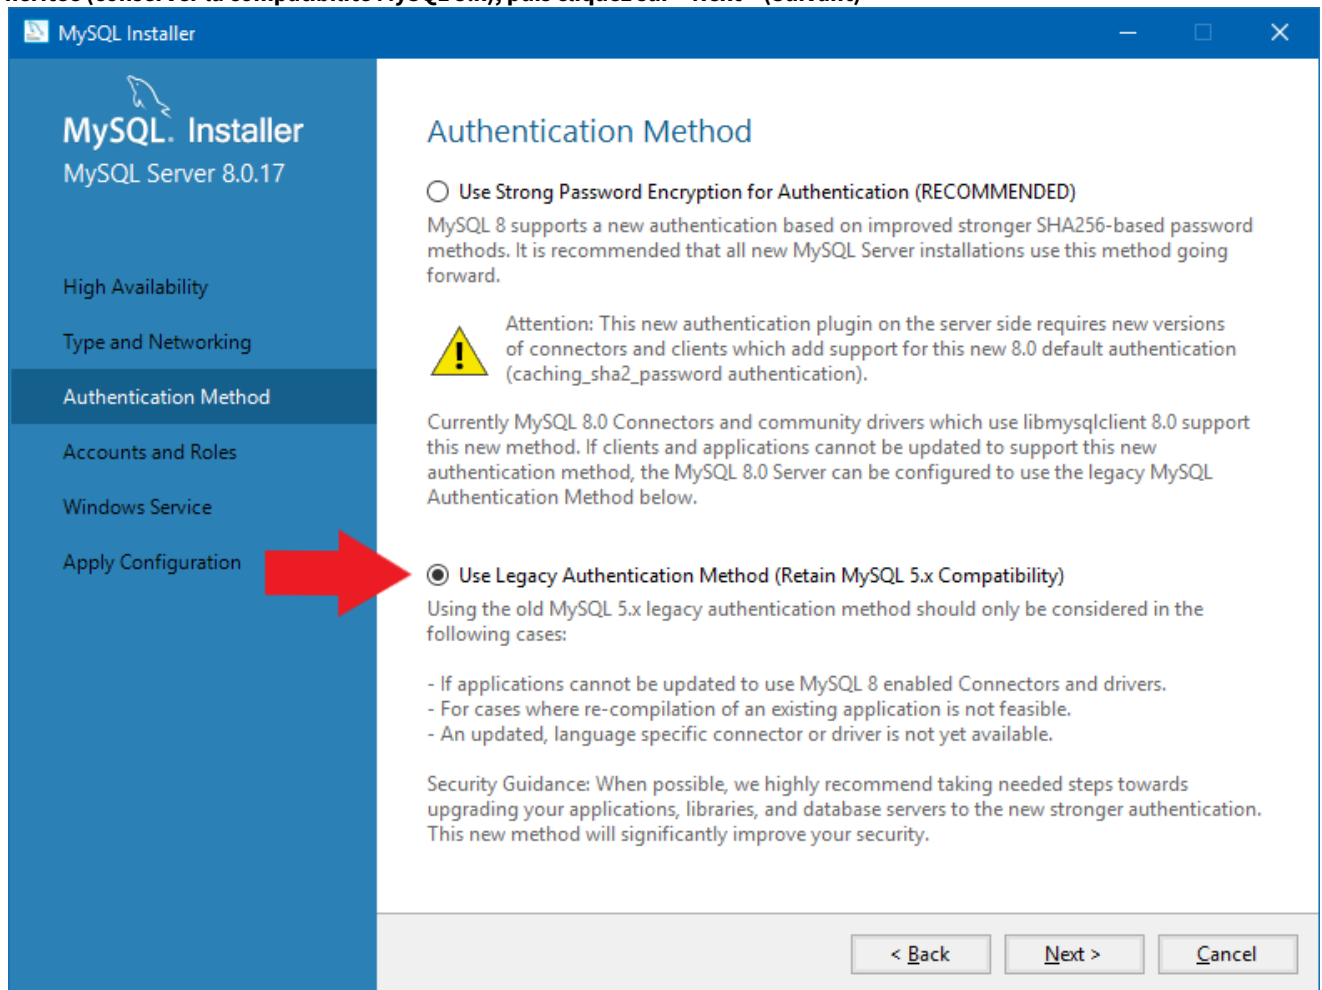 (conserver la compatibilité MySQL 5.x), puis cliquez sur « Next » (Suivant)
MySQL Installer
MySQL. Installer
MySQL Server 8.0.17
High Availability
Type and Networking
Authentication Method
Accounts and Roles
Windows Service
Apply Configuration
Authentication Method
Use Strong Password Encryption for Authentication (RECOMMENDED)
MySQL 8 supports a new authentication based on improved stronger SHA256-based password
methods. It is recommended that all new MySQL Server installations use this method going
forward.
Attention: This new authentication plugin on the server side requires new versions
of connectors and clients which add support for this new 8.0 default authentication
(caching_sha2_password authentication).
Currently MySQL 8.0 Connectors and community drivers which use libmysqlclient 8.0 support
this new method. If clients and applications cannot be updated to support this new
authentication method, the MySQL 8.0 Server can be configured to use the legacy MySQL
Authentication Method below.
Use Legacy Authentication Method (Retain MySQL 5.x Compatibility)
Using the old MySQL 5.x legacy authentication method should only be considered in the
following cases:
- If applications cannot be updated to use MySQL 8 enabled Connectors and drivers.
- For cases where re-compilation of an existing application is not feasible.
- An updated, language specific connector or driver is not yet available.
Security Guidance: When possible, we highly recommend taking needed steps towards
upgrading your applications, libraries, and database servers to the new stronger authentication.
This new method will significantly improve your security.
< Back
Next >
Cancel